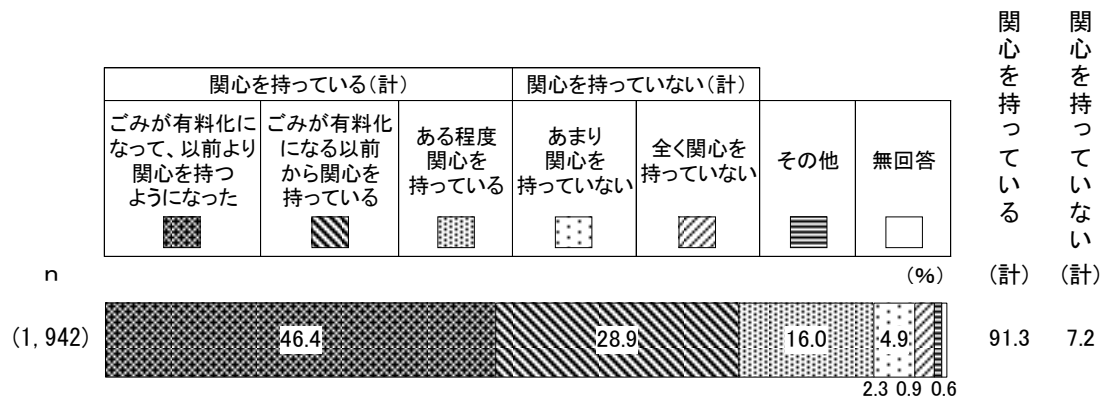 関心を持っている(計)
関心を持っていない(計)
ごみが有料化に
なって、以前より
関心を持つ
ようになった
ごみが有料化
になる以前
から関心を
持っている
ある程度
関心を
持っている
あまり
関心を
持っていない
全く関心を
持っていない
その他
無回答
関心を持っている
(計)
関心を持っていない
(計)
n
(%)
(1,942)
46.4
28.9
16.0
4.9
2.3 0.9 0.6
91.3
7.2